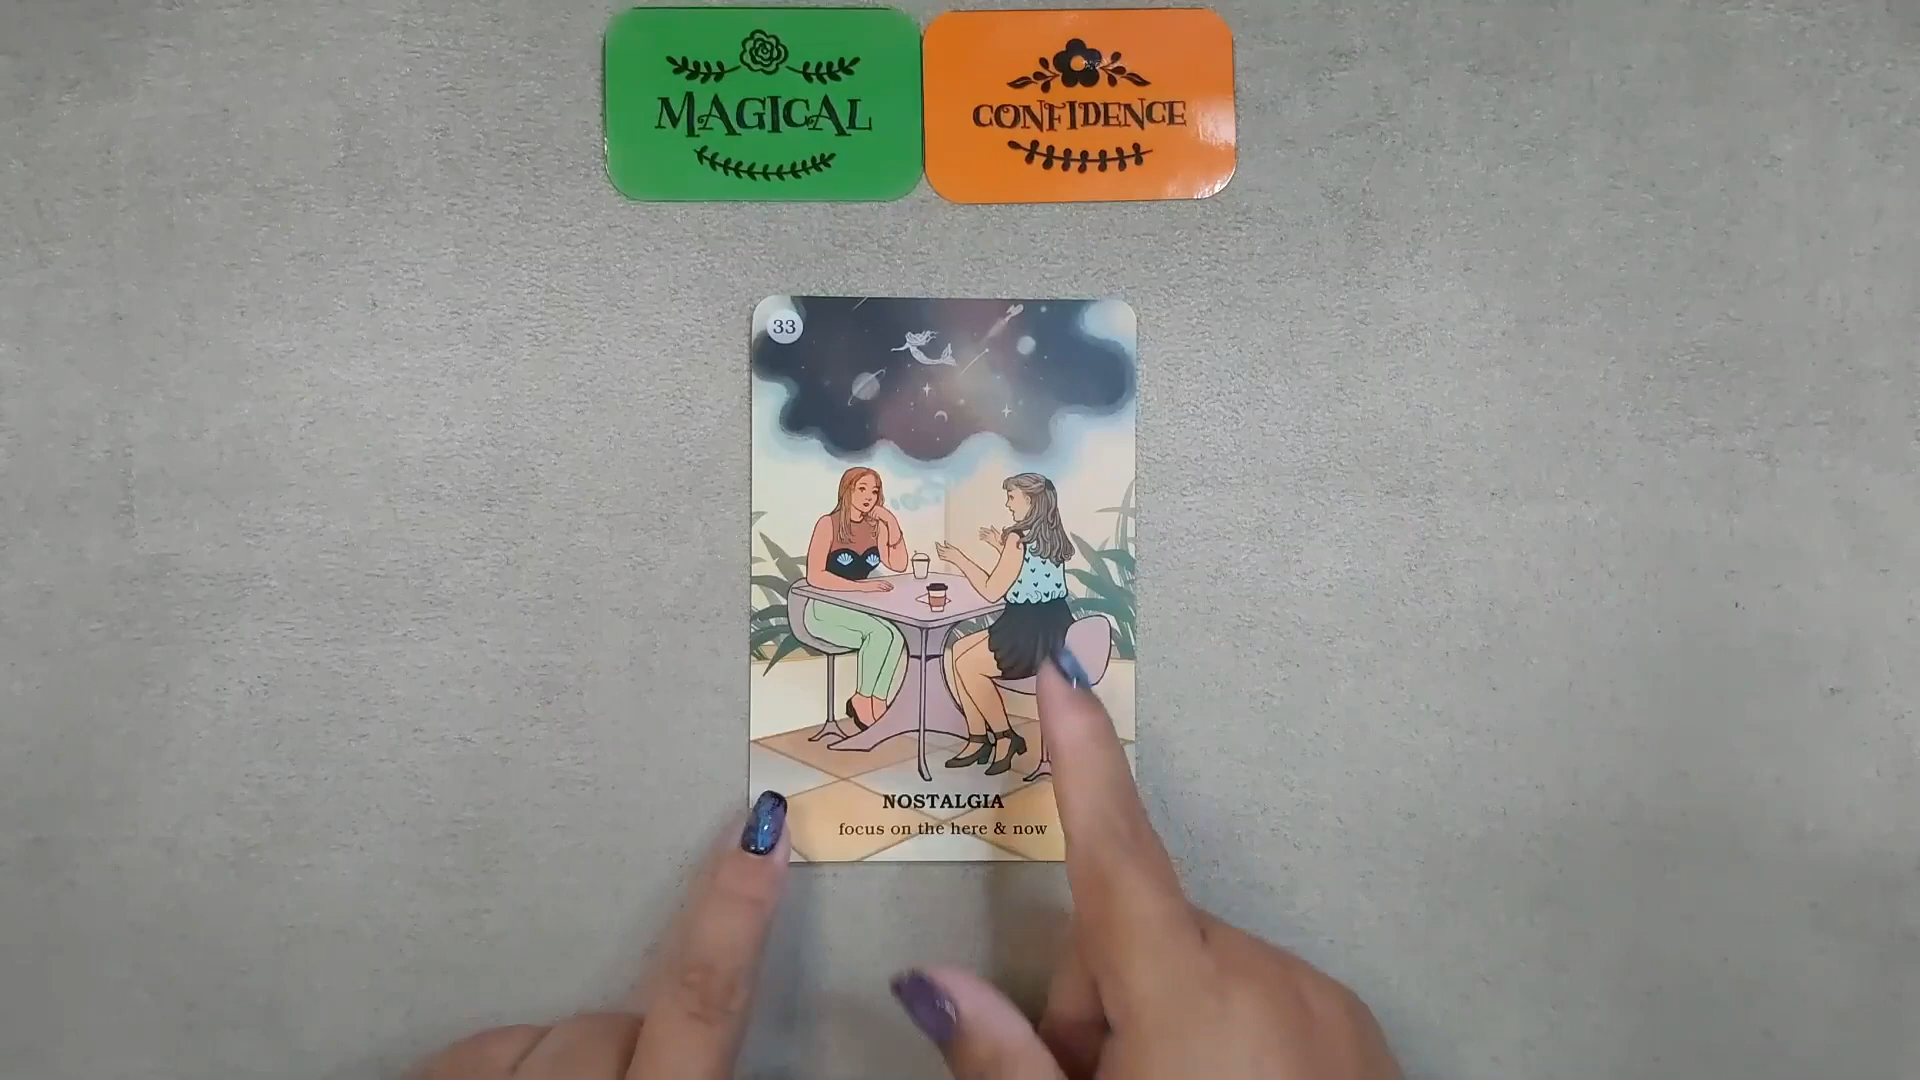 MAGICAL
CONFIDENCE
33
NOSTALGIA
focus on the here & now